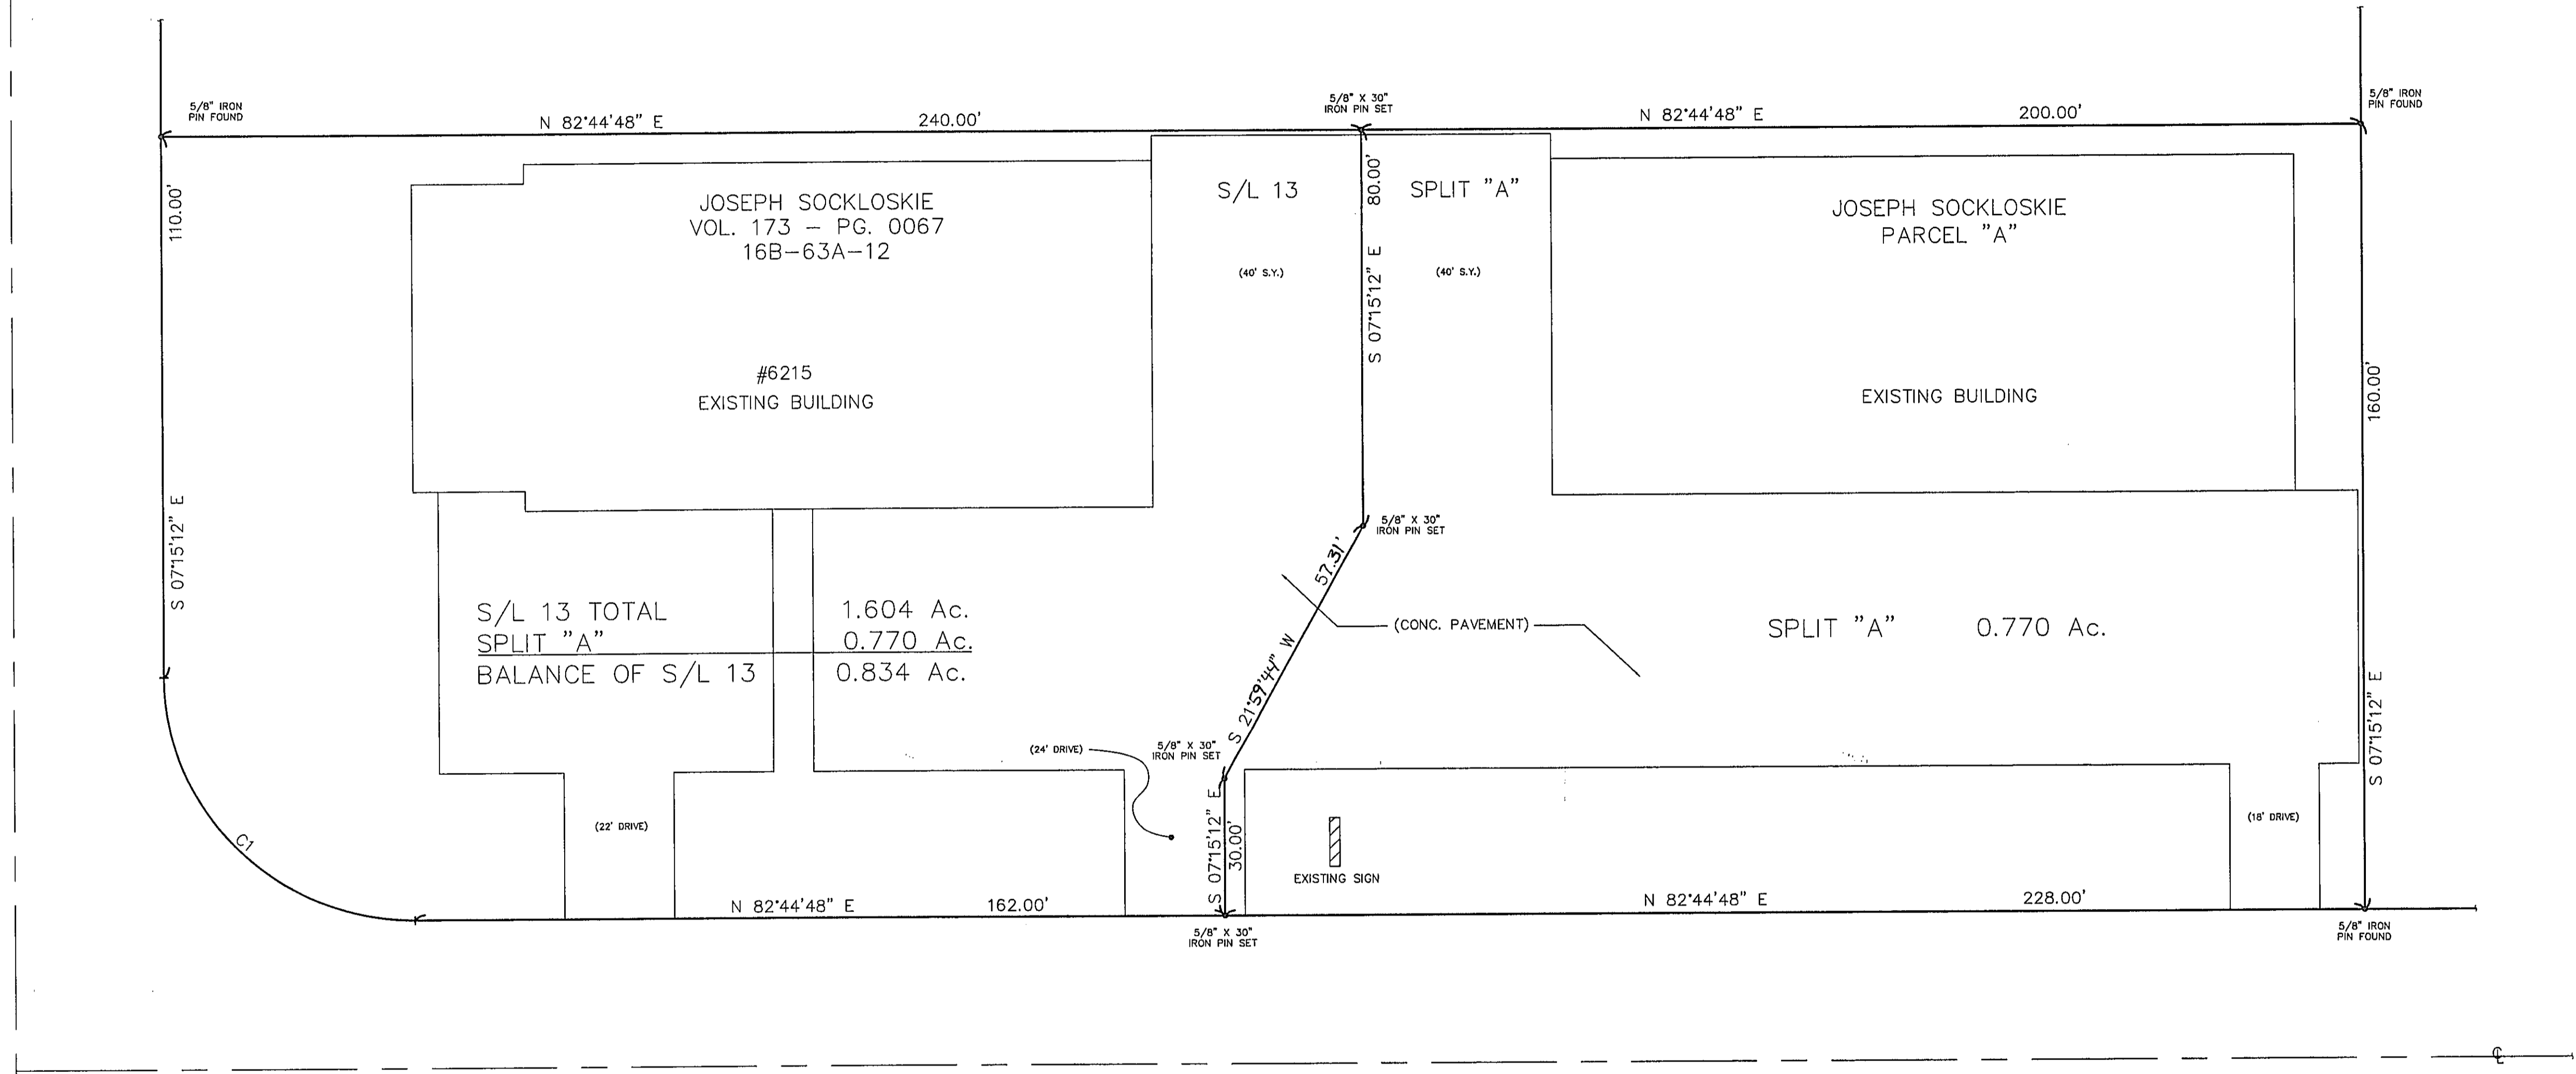 5/8" IRON
PIN FOUND
N 82°44'48" E
240.00'
5/8" X 30"
IRON PIN SET
N 82°44'48" E
200.00'
5/8" IRON
PIN FOUND
110.00'
S 07°15'12" E
JOSEPH SOCKLOSKIE
VOL. 173 – PG. 0067
16B–63A–12
#6215
EXISTING BUILDING
S/L 13
(40' S.Y.)
80.00'
S 07°15'12" E
SPLIT "A"
(40' S.Y.)
JOSEPH SOCKLOSKIE
PARCEL "A"
EXISTING BUILDING
160.00'
S 07°15'12" E
5/8" X 30"
IRON PIN SET
57.31'
S 21°59'44" W
(CONC. PAVEMENT)
S/L 13 TOTAL 1.604 Ac.
SPLIT "A" 0.770 Ac.
BALANCE OF S/L 13 0.834 Ac.
SPLIT "A" 0.770 Ac.
(24' DRIVE)
5/8" X 30"
IRON PIN SET
C1
(22' DRIVE)
S 07°15'12" E
30.00'
EXISTING SIGN
(18' DRIVE)
N 82°44'48" E
162.00'
N 82°44'48" E
228.00'
5/8" X 30"
IRON PIN SET
5/8" IRON
PIN FOUND
℄